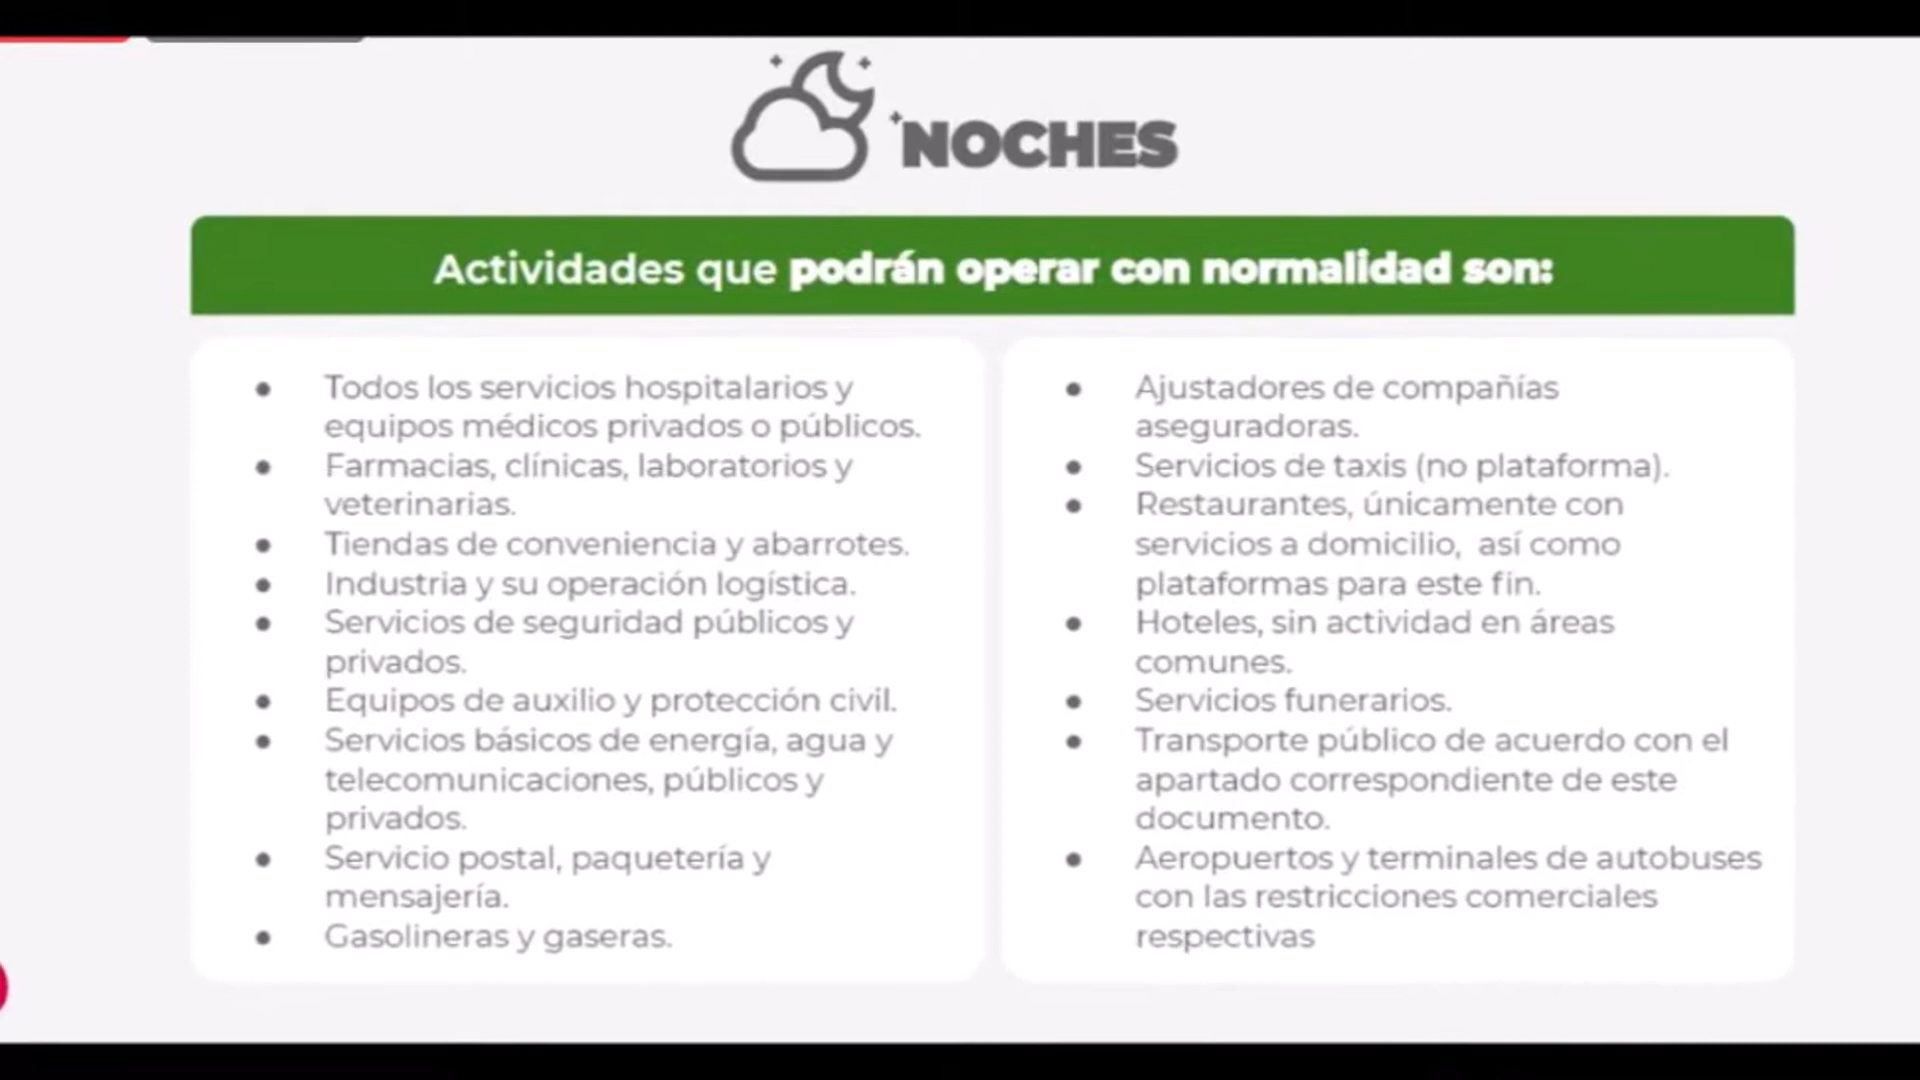 NOCHES
Actividades que podrán operar con normalidad son:
● Todos los servicios hospitalarios y
equipos médicos privados o públicos.
● Farmacias, clínicas, laboratorios y
veterinarias.
● Tiendas de conveniencia y abarrotes.
● Industria y su operación logística.
● Servicios de seguridad públicos y
privados.
● Equipos de auxilio y protección civil.
● Servicios básicos de energía, agua y
telecomunicaciones, públicos y
privados.
● Servicio postal, paquetería y
mensajería.
● Gasolineras y gaseras.
● Ajustadores de compañías
aseguradoras.
● Servicios de taxis (no plataforma).
● Restaurantes, únicamente con
servicios a domicilio, así como
plataformas para este fin.
● Hoteles, sin actividad en áreas
comunes.
● Servicios funerarios.
● Transporte público de acuerdo con el
apartado correspondiente de este
documento.
● Aeropuertos y terminales de autobuses
con las restricciones comerciales
respectivas